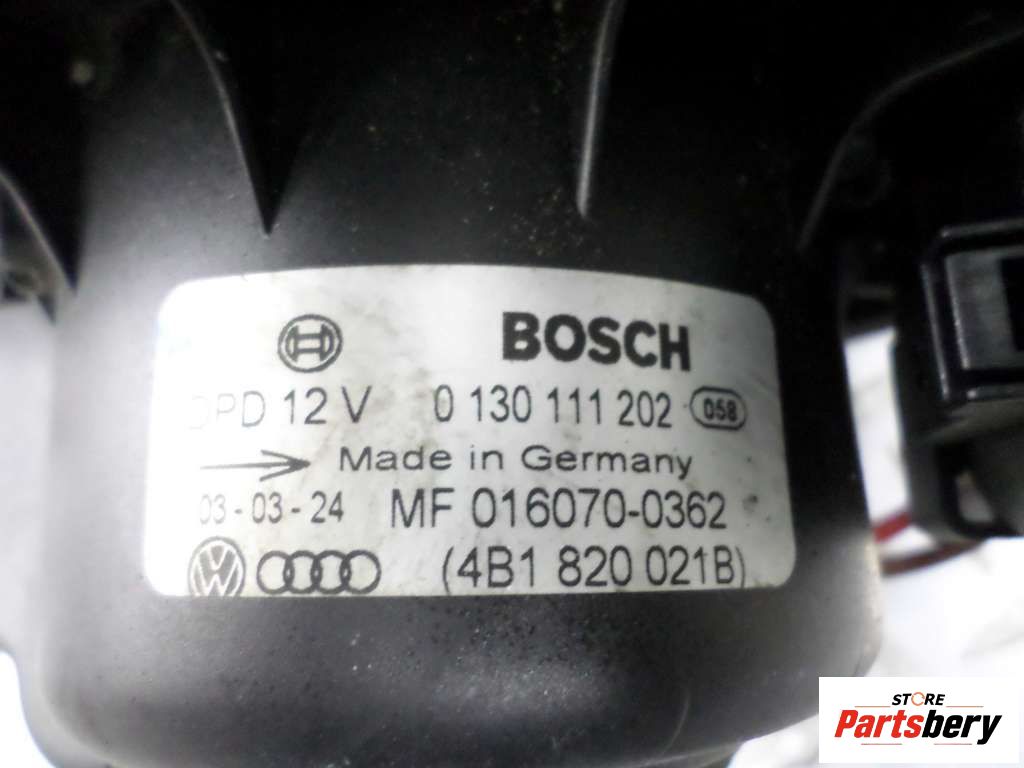 BOSCH
DPD 12 V 0 130 111 202 058
Made in Germany
03-03-24 MF 016070-0362
VW (4B1 820 021B)
STORE
Partsbery